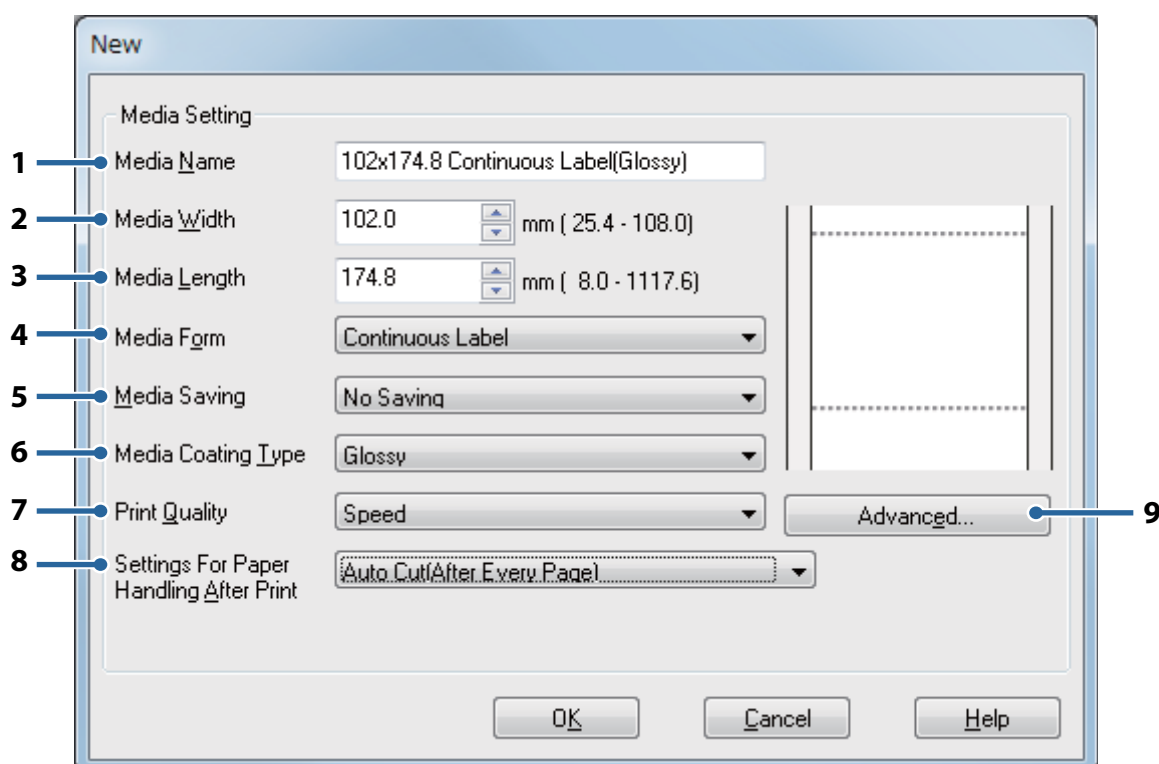 New
Media Setting
1 Media Name 102x174.8 Continuous Label(Glossy)
2 Media Width 102.0 mm ( 25.4 - 108.0)
3 Media Length 174.8 mm ( 8.0 - 1117.6)
4 Media Form Continuous Label
5 Media Saving No Saving
6 Media Coating Type Glossy
7 Print Quality Speed Advanced... 9
8 Settings For Paper Handling After Print Auto Cut(After Every Page)
OK Cancel Help